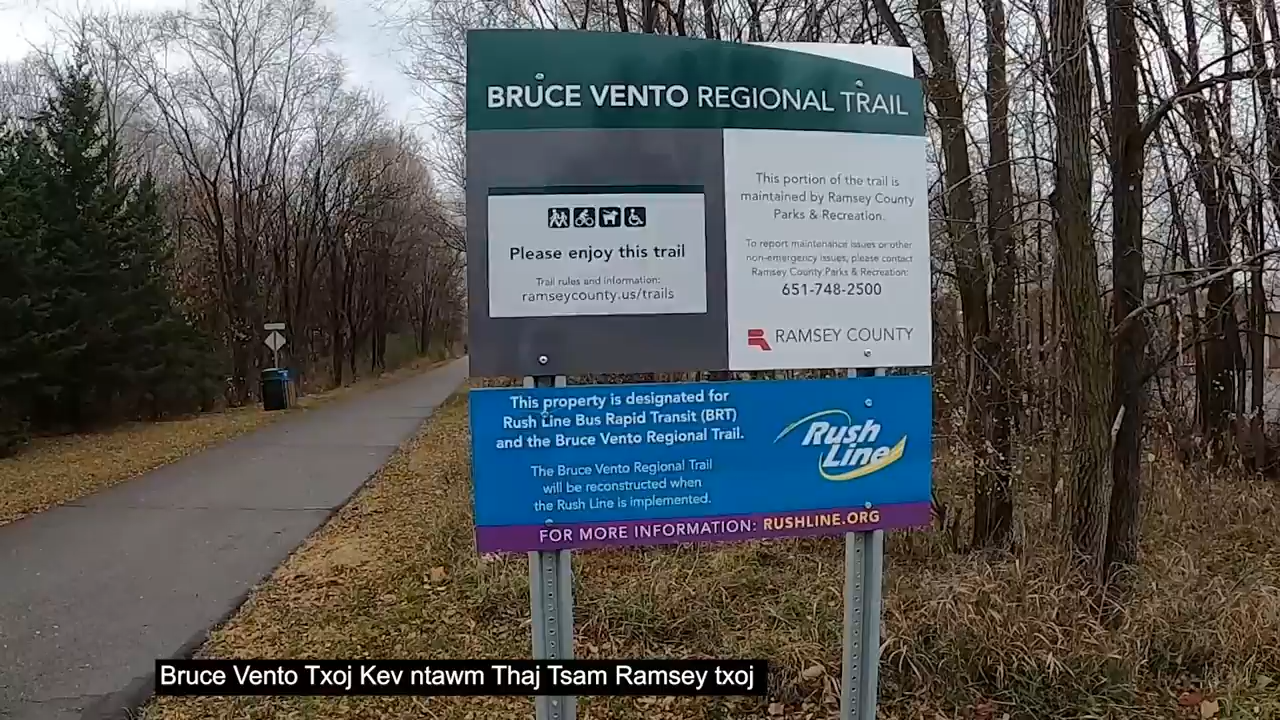 BRUCE VENTO REGIONAL TRAIL
Please enjoy this trail
Trail rules and information:
ramseycounty.us/trails
This portion of the trail is
maintained by Ramsey County
Parks & Recreation.
To report maintenance issues or other
non-emergency issues, please contact
Ramsey County Parks & Recreation:
651-748-2500
RAMSEY COUNTY
This property is designated for
Rush Line Bus Rapid Transit (BRT)
and the Bruce Vento Regional Trail.
The Bruce Vento Regional Trail
will be reconstructed when
the Rush Line is implemented.
Rush
Line
FOR MORE INFORMATION: RUSHLINE.ORG
Bruce Vento Txoj Kev ntawm Thaj Tsam Ramsey txoj